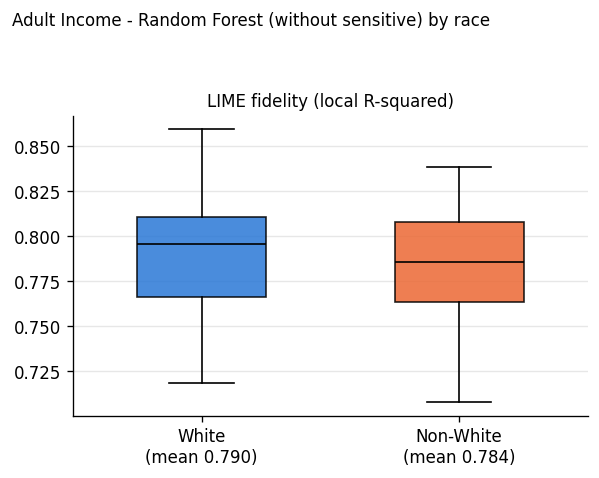 Adult Income - Random Forest (without sensitive) by race
LIME fidelity (local R-squared)
0.850
0.825
0.800
0.775
0.750
0.725
White
(mean 0.790)
Non-White
(mean 0.784)